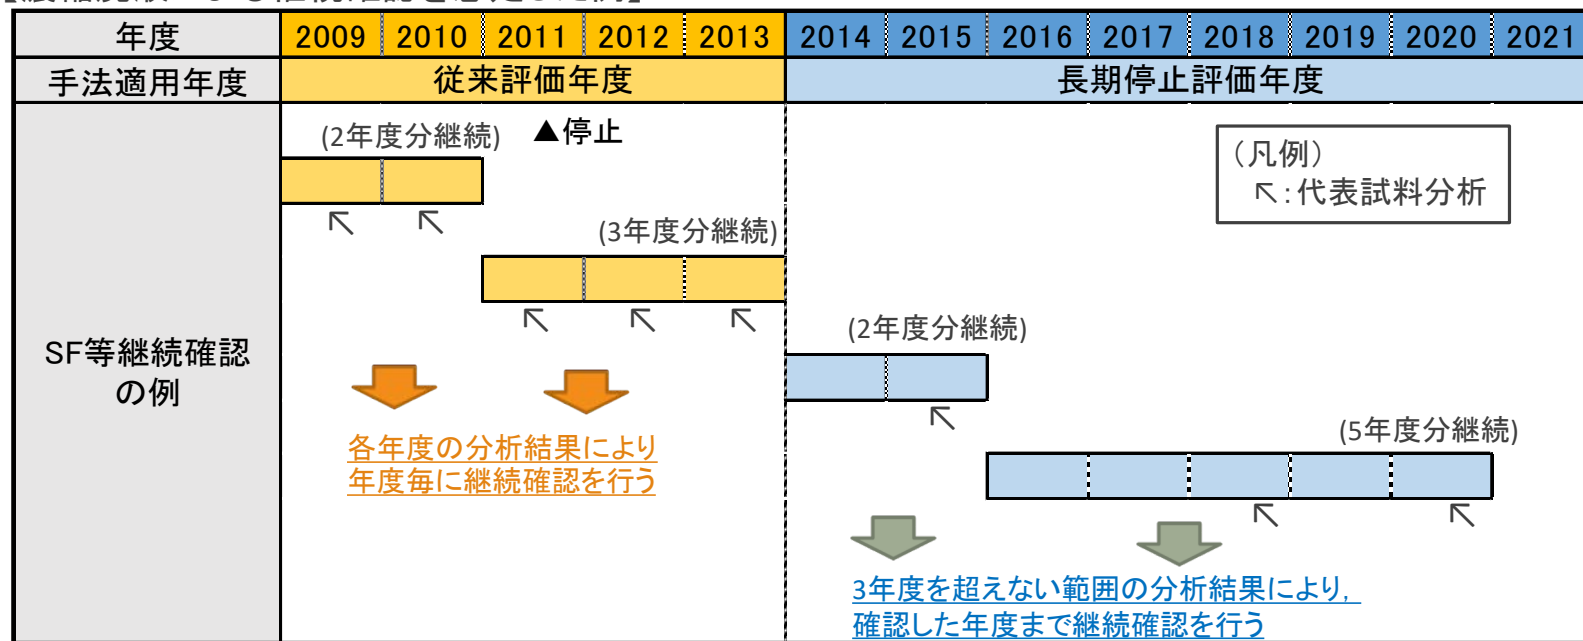 年度 2009 2010 2011 2012 2013 2014 2015 2016 2017 2018 2019 2020 2021
手法適用年度 従来評価年度 長期停止評価年度
(2年度分継続) ▲停止
(凡例)
↖:代表試料分析
↖ ↖
(3年度分継続)
↖ ↖ ↖
(2年度分継続)
SF等継続確認
の例
↖
(5年度分継続)
各年度の分析結果により
年度毎に継続確認を行う
↖ ↖
3年度を超えない範囲の分析結果により,
確認した年度まで継続確認を行う